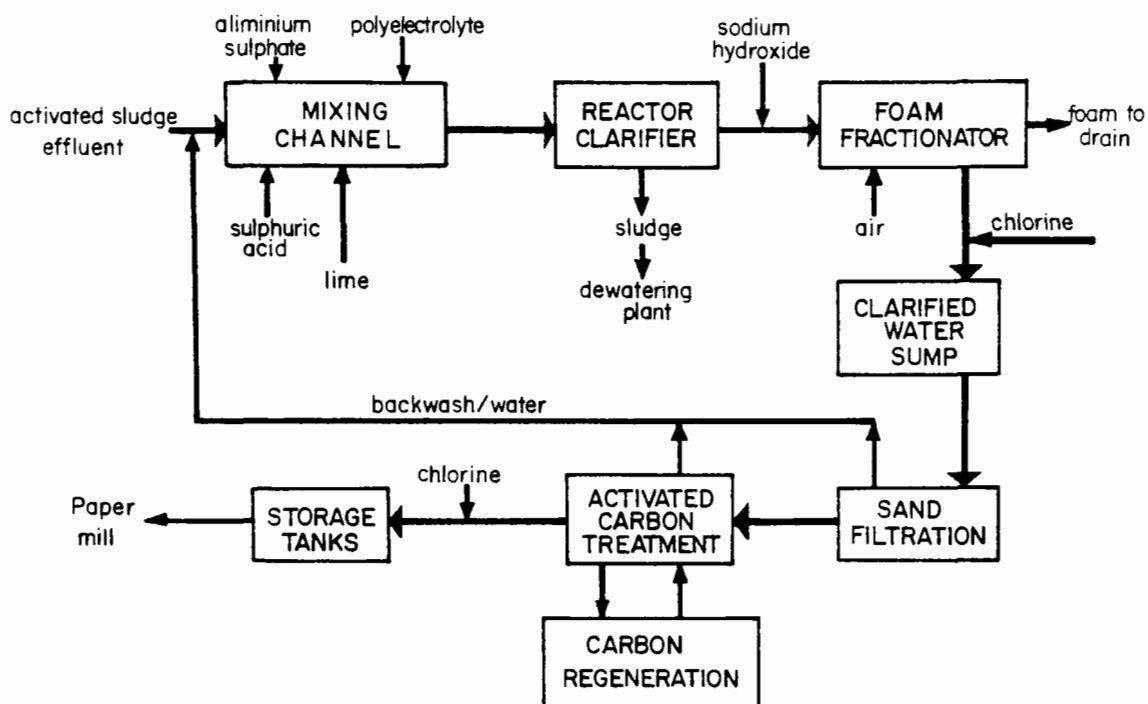 aliminium
sulphate
polyelectrolyte
sodium
hydroxide
activated sludge
effluent
MIXING
CHANNEL
REACTOR
CLARIFIER
FOAM
FRACTIONATOR
foam to
drain
sulphuric
acid
lime
sludge
dewatering
plant
air
chlorine
CLARIFIED
WATER
SUMP
backwash/water
chlorine
Paper
mill
STORAGE
TANKS
ACTIVATED
CARBON
TREATMENT
SAND
FILTRATION
CARBON
REGENERATION